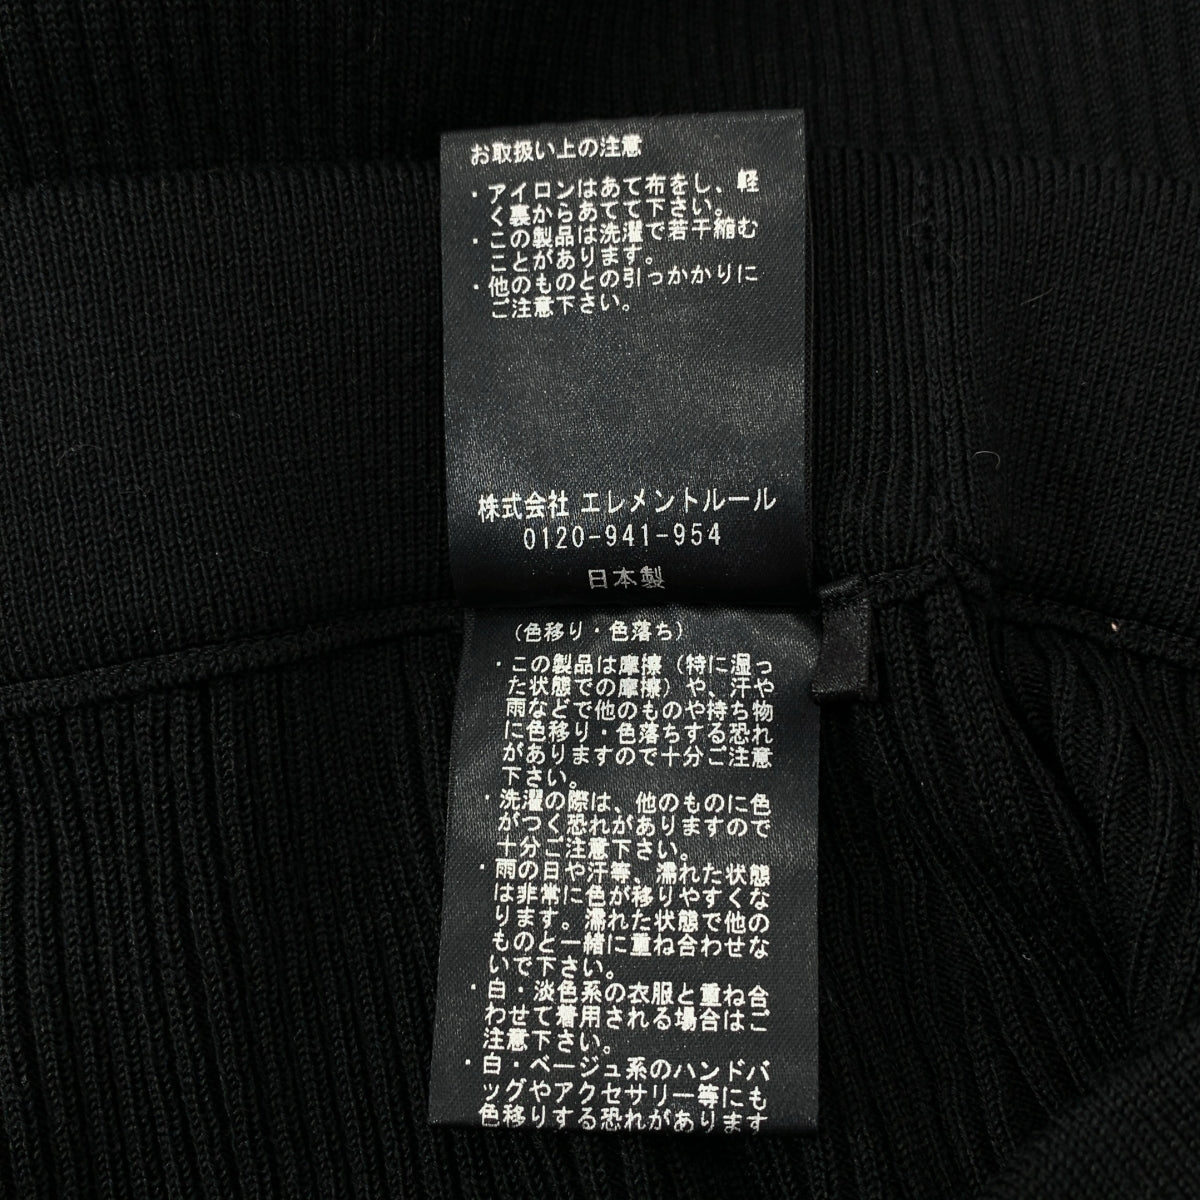 お取扱い上の注意
・アイロンはあて布をし、軽
く裏からあてて下さい。
・この製品は洗濯で若干縮む
ことがあります。
・他のものとの引っかかりに
ご注意下さい。
株式会社 エレメントルール
0120-941-954
日本製
(色移り・色落ち)
・この製品は摩擦(特に湿っ
た状態での摩擦)や、汗や
雨などで他のものや持ち物
に色移り・色落ちする恐れ
がありますので十分ご注意
下さい。
・洗濯の際は、他のものに色
がつく恐れがありますので
十分ご注意下さい。
・雨の日や汗等、濡れた状態
は非常に色が移りやすくな
ります。濡れた状態で他の
ものと一緒に重ね合わせな
いで下さい。
・白・淡色系の衣服と重ね合
わせて着用される場合はご
注意下さい。
・白・ベージュ系のハンドバ
ッグやアクセサリー等にも
色移りする恐れがあります